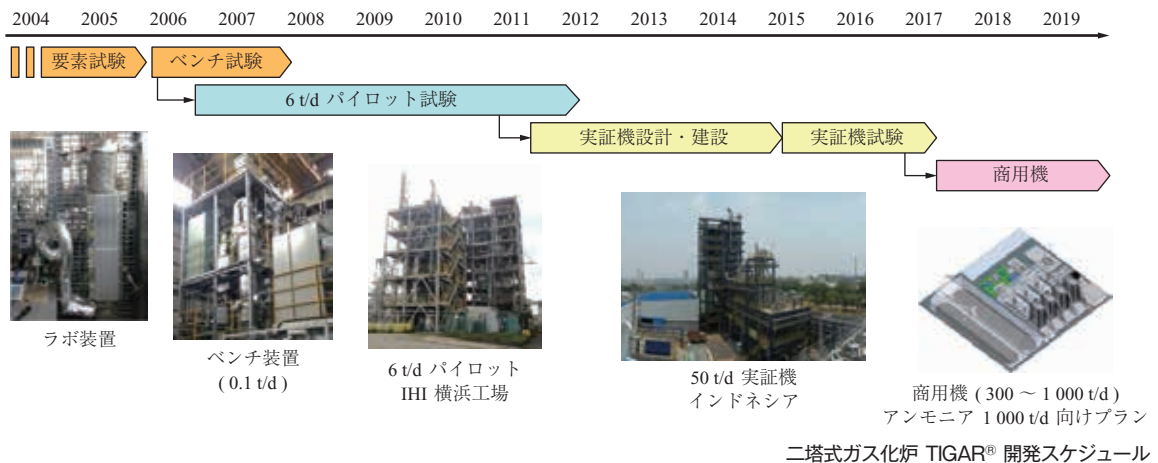 2004 2005 2006 2007 2008 2009 2010 2011 2012 2013 2014 2015 2016 2017 2018 2019
要素試験 ベンチ試験
6 t/d パイロット試験
実証機設計・建設 実証機試験
商用機
ラボ装置
ベンチ装置
( 0.1 t/d )
6 t/d パイロット
IHI 横浜工場
50 t/d 実証機
インドネシア
商用機 ( 300 ～ 1 000 t/d )
アンモニア 1 000 t/d 向けプラン
二塔式ガス化炉 TIGAR® 開発スケジュール